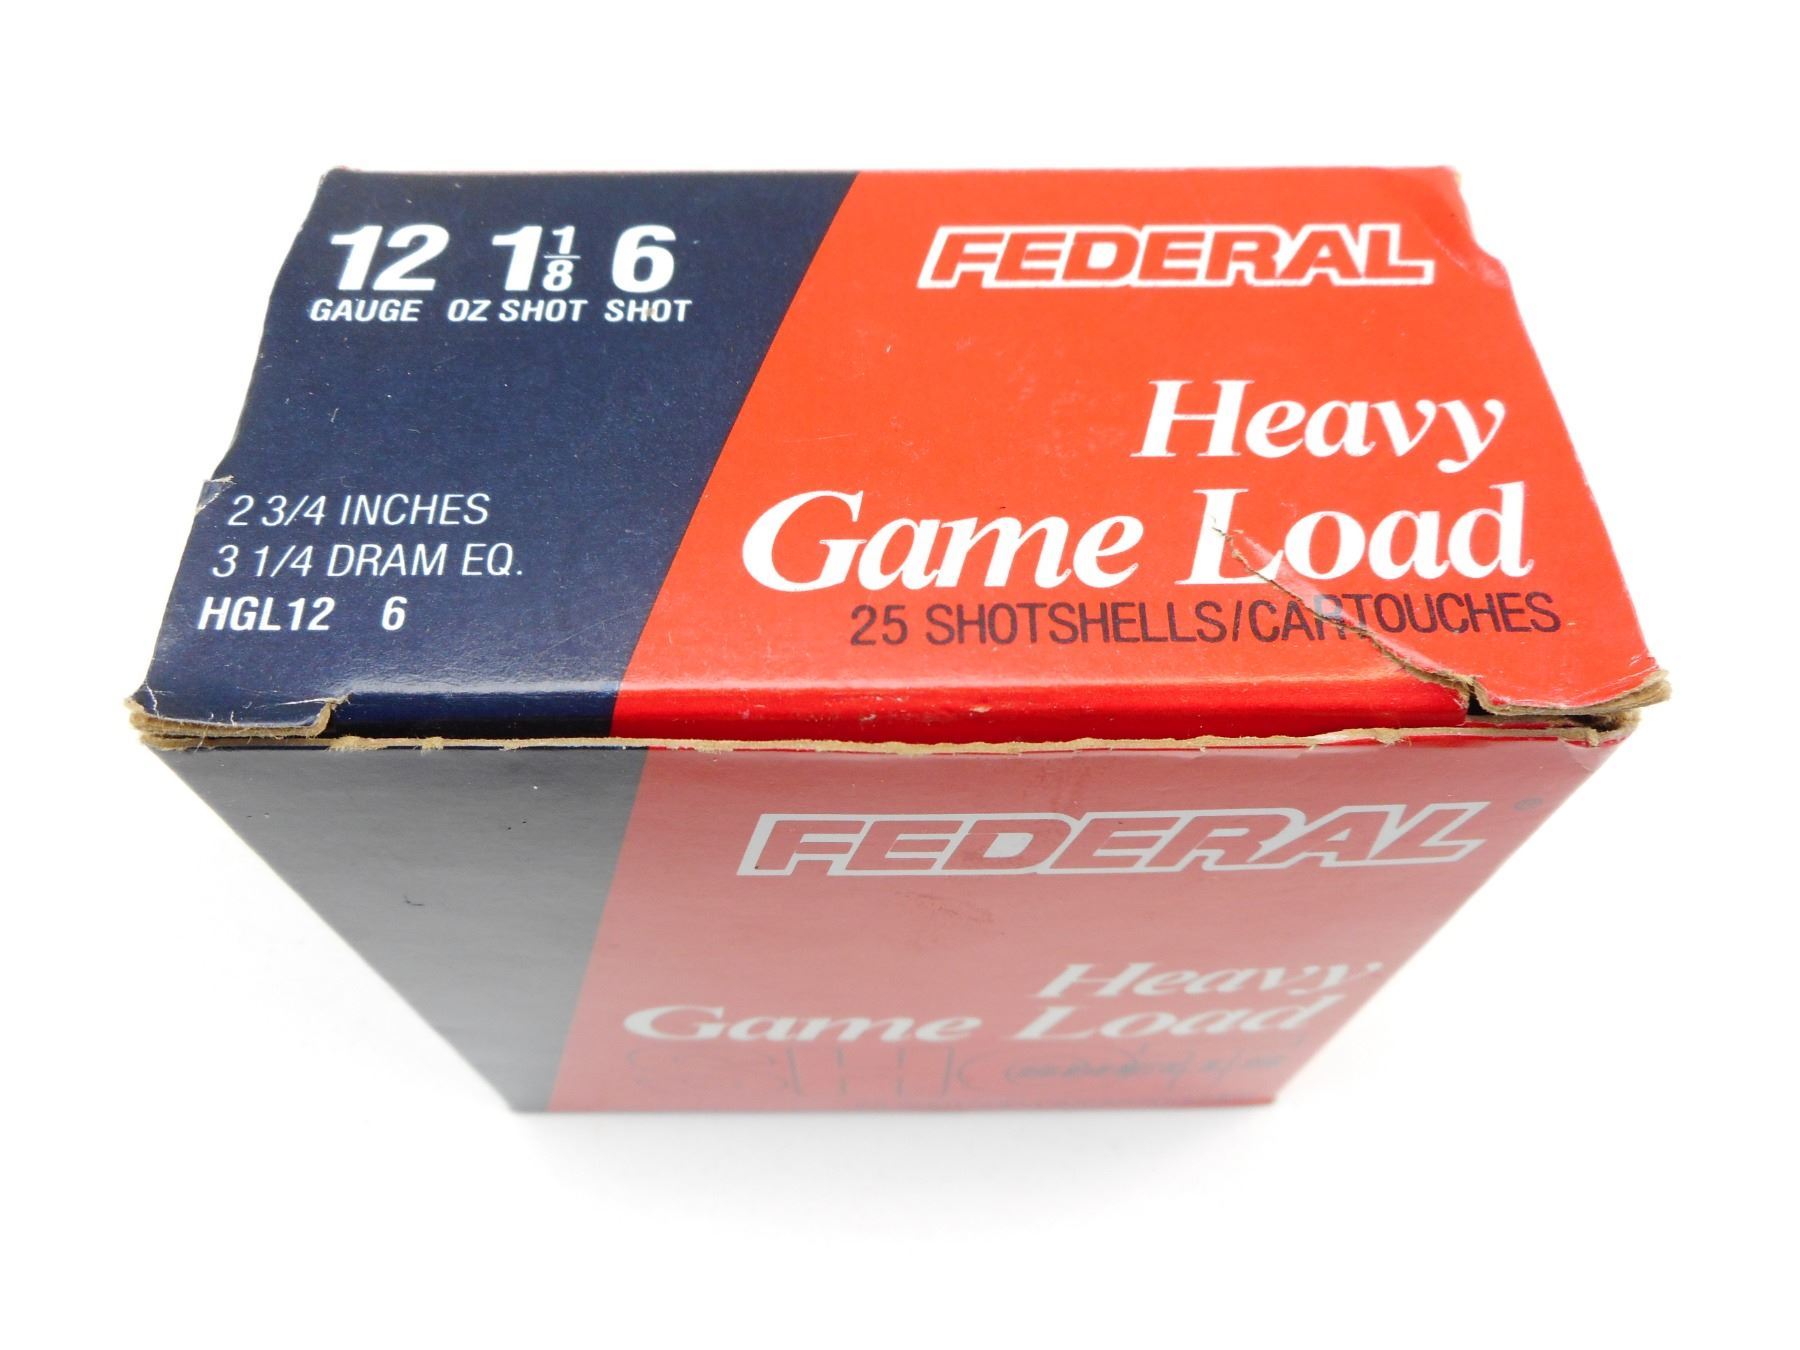 12 1 1/8 6
GAUGE OZ SHOT SHOT
2 3/4 INCHES
3 1/4 DRAM EQ.
HGL12 6
FEDERAL
Heavy
Game Load
25 SHOTSHELLS/CARTOUCHES
FEDERAL®
Heavy
Game Load